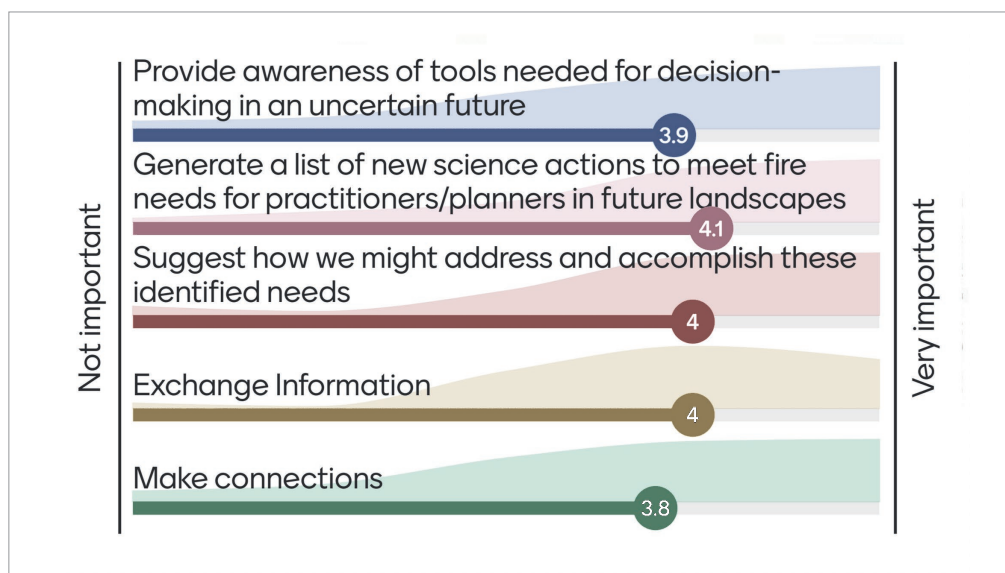 Provide awareness of tools needed for decision-
making in an uncertain future
3.9
Generate a list of new science actions to meet fire
needs for practitioners/planners in future landscapes
4.1
Suggest how we might address and accomplish these
identified needs
4
Exchange Information
4
Make connections
3.8
Not important
Very important